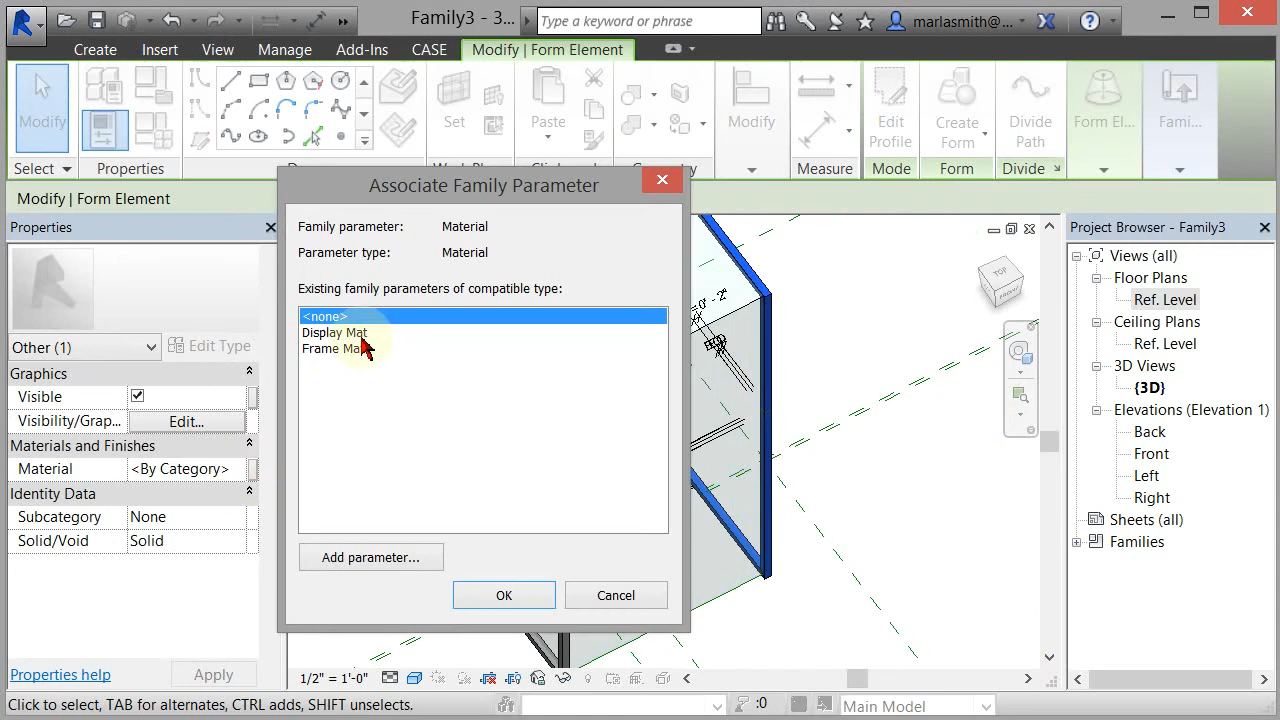 Family3 - 3...
Type a keyword or phrase
marlasmith@...
Create Insert View Manage Add-Ins CASE Modify | Form Element
Modify
Set
Paste
Modify
Edit Profile
Create Form
Divide Path
Form El...
Fami...
Select Properties Measure Mode Form Divide
Modify | Form Element
Properties
Other (1)
Edit Type
Graphics
Visible
Visibility/Grap... Edit...
Materials and Finishes
Material <By Category>
Identity Data
Subcategory None
Solid/Void Solid
Properties help
Apply
Associate Family Parameter
Family parameter: Material
Parameter type: Material
Existing family parameters of compatible type:
<none>
Display Mat
Frame Ma
Add parameter...
OK
Cancel
TOP
Project Browser - Family3
Views (all)
Floor Plans
Ref. Level
Ceiling Plans
Ref. Level
3D Views
{3D}
Elevations (Elevation 1)
Back
Front
Left
Right
Sheets (all)
Families
1/2" = 1'-0"
Click to select, TAB for alternates, CTRL adds, SHIFT unselects.
:0
Main Model